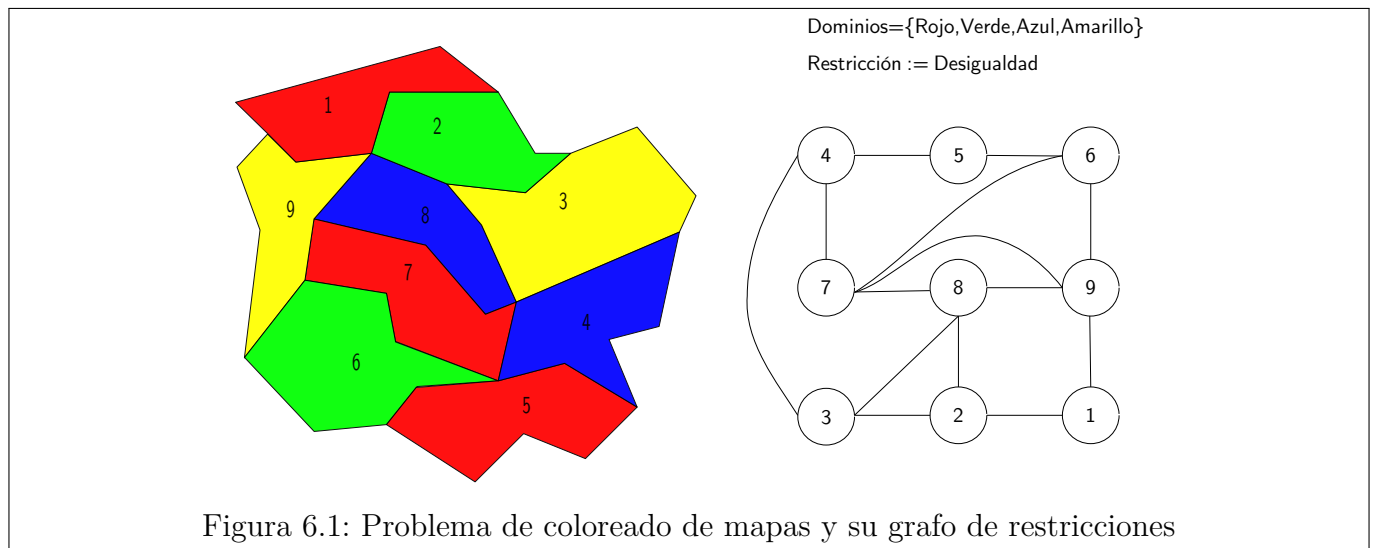 Dominios={Rojo,Verde,Azul,Amarillo}
Restricción := Desigualdad
1
2
3
9
8
7
4
6
5
4 5 6
7 8 9
3 2 1
Figura 6.1: Problema de coloreado de mapas y su grafo de restricciones